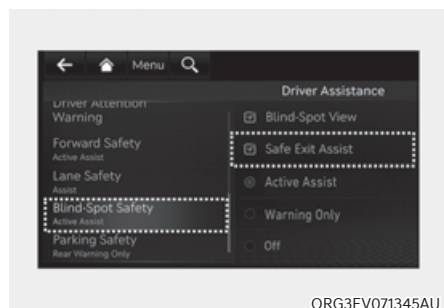 Menu
Driver Assistance
Driver Attention
Warning
Forward Safety
Active Assist
Lane Safety
Assist
Blind-Spot Safety
Active Assist
Parking Safety
Rear Warning Only
Blind-Spot View
Safe Exit Assist
Active Assist
Warning Only
Off
ORG3EV071345AU